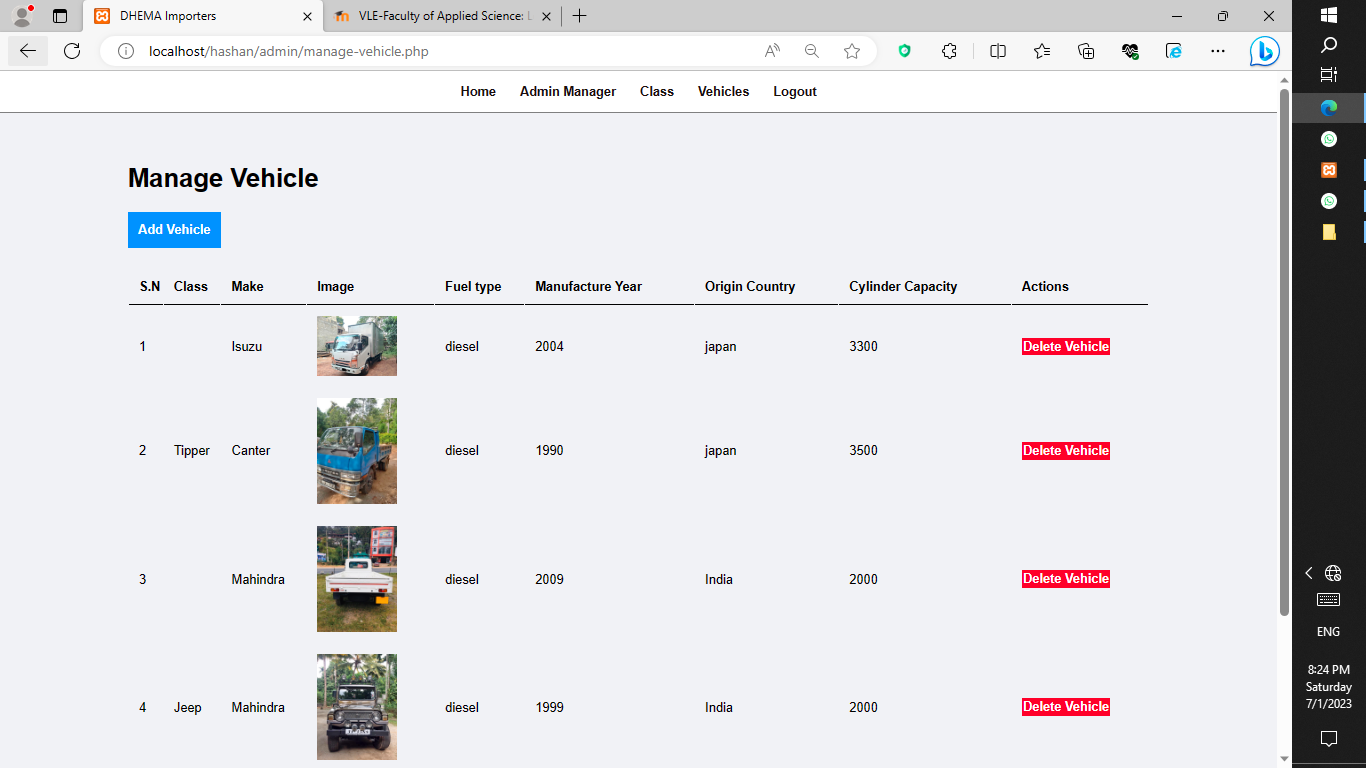 DHEMA Importers
VLE-Faculty of Applied Science:
localhost/hashan/admin/manage-vehicle.php
Home Admin Manager Class Vehicles Logout
Manage Vehicle
Add Vehicle
S.N Class Make Image Fuel type Manufacture Year Origin Country Cylinder Capacity Actions
1 Isuzu diesel 2004 japan 3300 Delete Vehicle
2 Tipper Canter diesel 1990 japan 3500 Delete Vehicle
3 Mahindra diesel 2009 India 2000 Delete Vehicle
4 Jeep Mahindra diesel 1999 India 2000 Delete Vehicle
ENG
8:24 PM
Saturday
7/1/2023